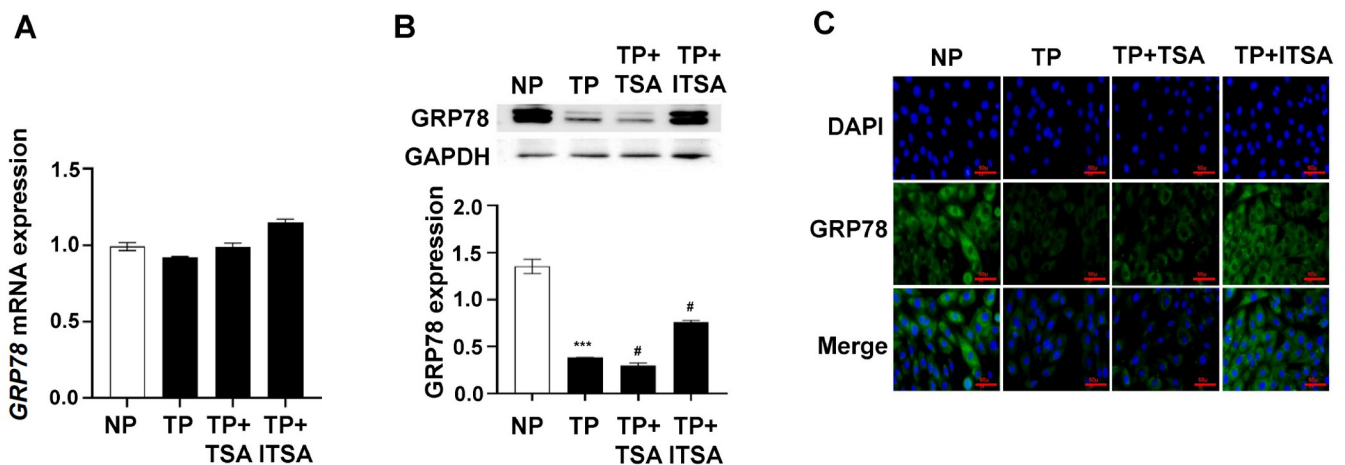 A
GRP78 mRNA expression
1.5
1.0
0.5
0.0
NP TP TP+ TP+
TSA ITSA
B
TP+ TP+
NP TP TSA ITSA
GRP78
GAPDH
GRP78 expression
2.0
1.5
1.0
0.5
0.0
***
#
#
NP TP TP+ TP+
TSA ITSA
C
NP TP TP+TSA TP+ITSA
DAPI
GRP78
Merge